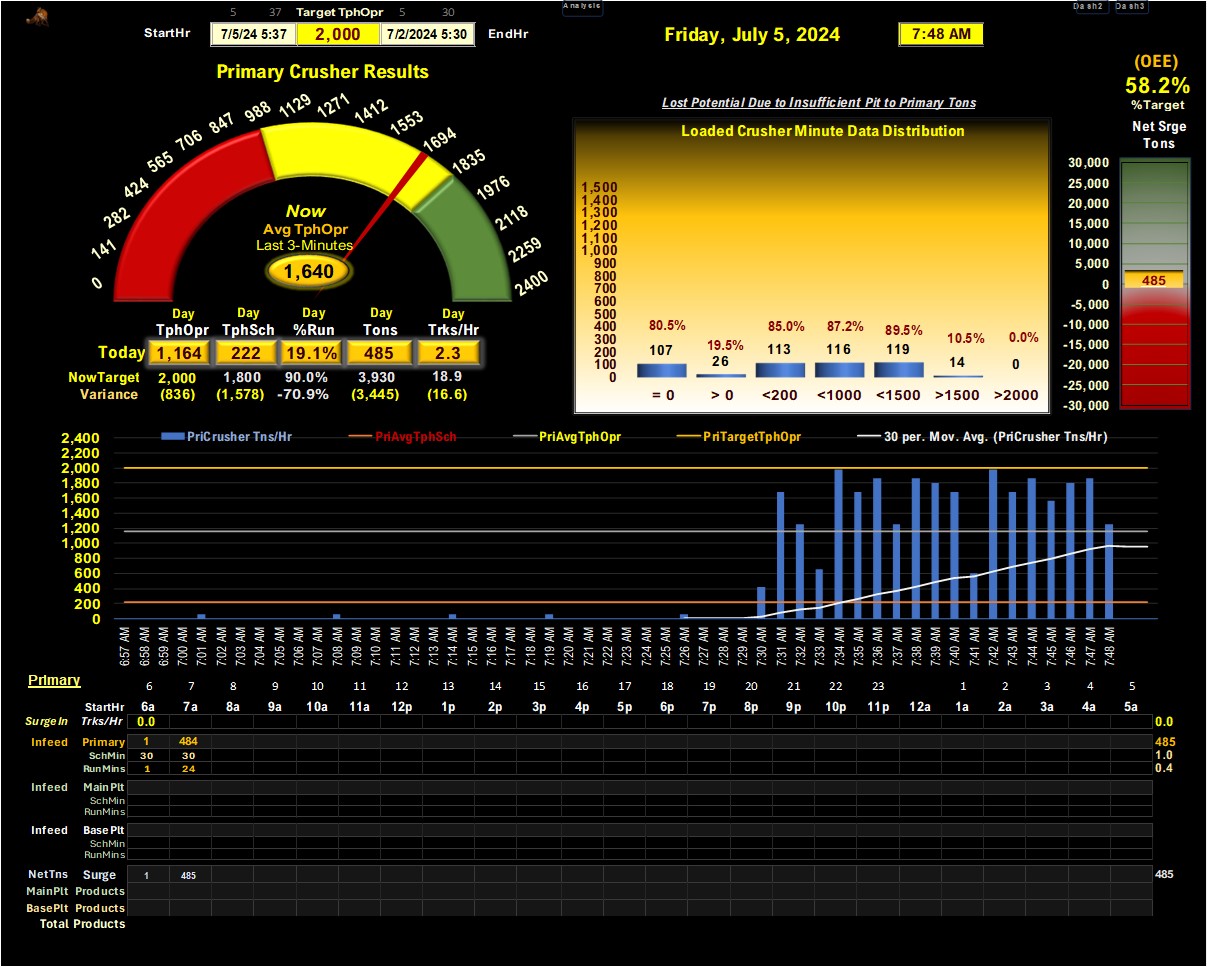 Analysis
Dash2 Dash3
5 37 Target TphOpr 5 30
StartHr 7/5/24 5:37 2,000 7/2/2024 5:30 EndHr
Friday, July 5, 2024
7:48 AM
Primary Crusher Results
0 141 282 424 565 706 847 988 1129 1271 1412 1553 1694 1835 1976 2118 2259 2400
Now
Avg TphOpr
Last 3-Minutes
1,640
Day Day Day Day Day
TphOpr TphSch %Run Tons Trks/Hr
Today 1,164 222 19.1% 485 2.3
NowTarget 2,000 1,800 90.0% 3,930 18.9
Variance (836) (1,578) -70.9% (3,445) (16.6)
Lost Potential Due to Insufficient Pit to Primary Tons
Loaded Crusher Minute Data Distribution
1,500
1,400
1,300
1,200
1,100
1,000
900
800
700
600
500
400
300
200
100
0
80.5% 19.5% 85.0% 87.2% 89.5% 10.5% 0.0%
107 26 113 116 119 14 0
= 0 > 0 <200 <1000 <1500 >1500 >2000
(OEE)
58.2%
%Target
Net Srge
Tons
30,000
25,000
20,000
15,000
10,000
5,000
0
-5,000
-10,000
-15,000
-20,000
-25,000
-30,000
485
PriCrusher Tns/Hr PriAvgTphSch PriAvgTphOpr PriTargetTphOpr 30 per. Mov. Avg. (PriCrusher Tns/Hr)
2,400
2,200
2,000
1,800
1,600
1,400
1,200
1,000
800
600
400
200
0
6:57 AM 6:58 AM 6:59 AM 7:00 AM 7:01 AM 7:02 AM 7:03 AM 7:04 AM 7:05 AM 7:06 AM 7:07 AM 7:08 AM 7:09 AM 7:10 AM 7:11 AM 7:12 AM 7:13 AM 7:14 AM 7:15 AM 7:17 AM 7:18 AM 7:19 AM 7:20 AM 7:21 AM 7:22 AM 7:23 AM 7:24 AM 7:25 AM 7:26 AM 7:27 AM 7:28 AM 7:29 AM 7:30 AM 7:31 AM 7:32 AM 7:33 AM 7:34 AM 7:35 AM 7:36 AM 7:37 AM 7:38 AM 7:39 AM 7:40 AM 7:41 AM 7:42 AM 7:43 AM 7:44 AM 7:45 AM 7:46 AM 7:47 AM 7:48 AM
Primary
6 7 8 9 10 11 12 13 14 15 16 17 18 19 20 21 22 23 1 2 3 4 5
StartHr 6a 7a 8a 9a 10a 11a 12p 1p 2p 3p 4p 5p 6p 7p 8p 9p 10p 11p 12a 1a 2a 3a 4a 5a
SurgeIn Trks/Hr 0.0 0.0
Infeed Primary 1 484 485
SchMin 30 30 1.0
RunMins 1 24 0.4
Infeed Main Plt
SchMin
RunMins
Infeed Base Plt
SchMin
RunMins
NetTns Surge 1 485 485
MainPlt Products
BasePlt Products
Total Products